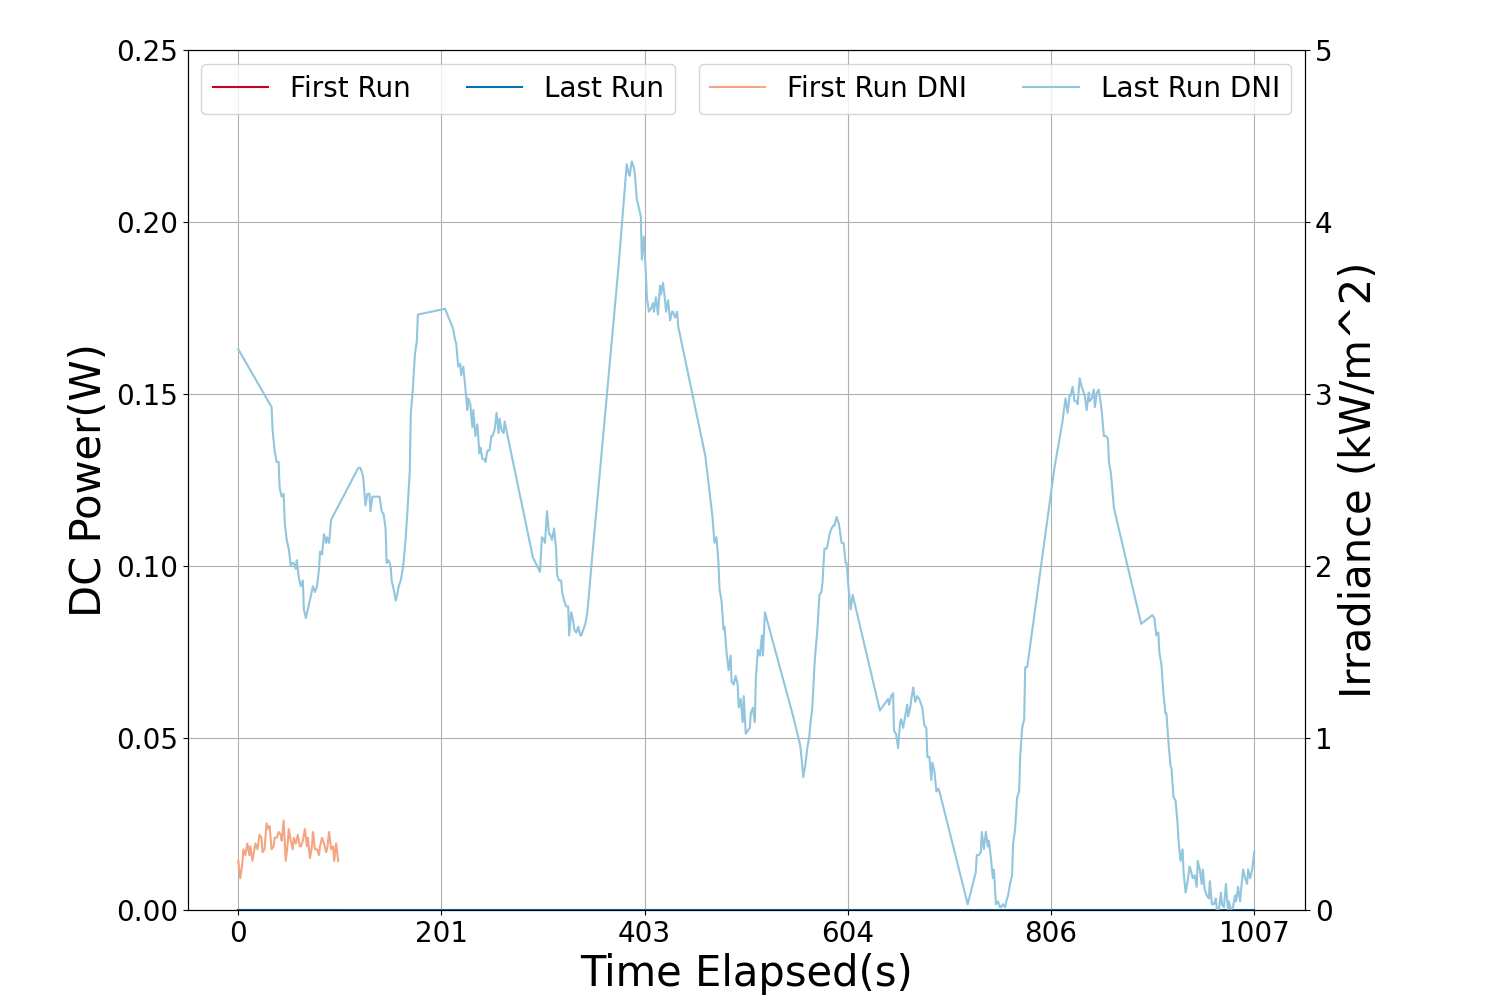 First Run Last Run First Run DNI Last Run DNI
0.25 5
0.20 4
0.15 3
0.10 2
0.05 1
0.00 0
DC Power(W)
Irradiance (kW/m^2)
0 201 403 604 806 1007
Time Elapsed(s)